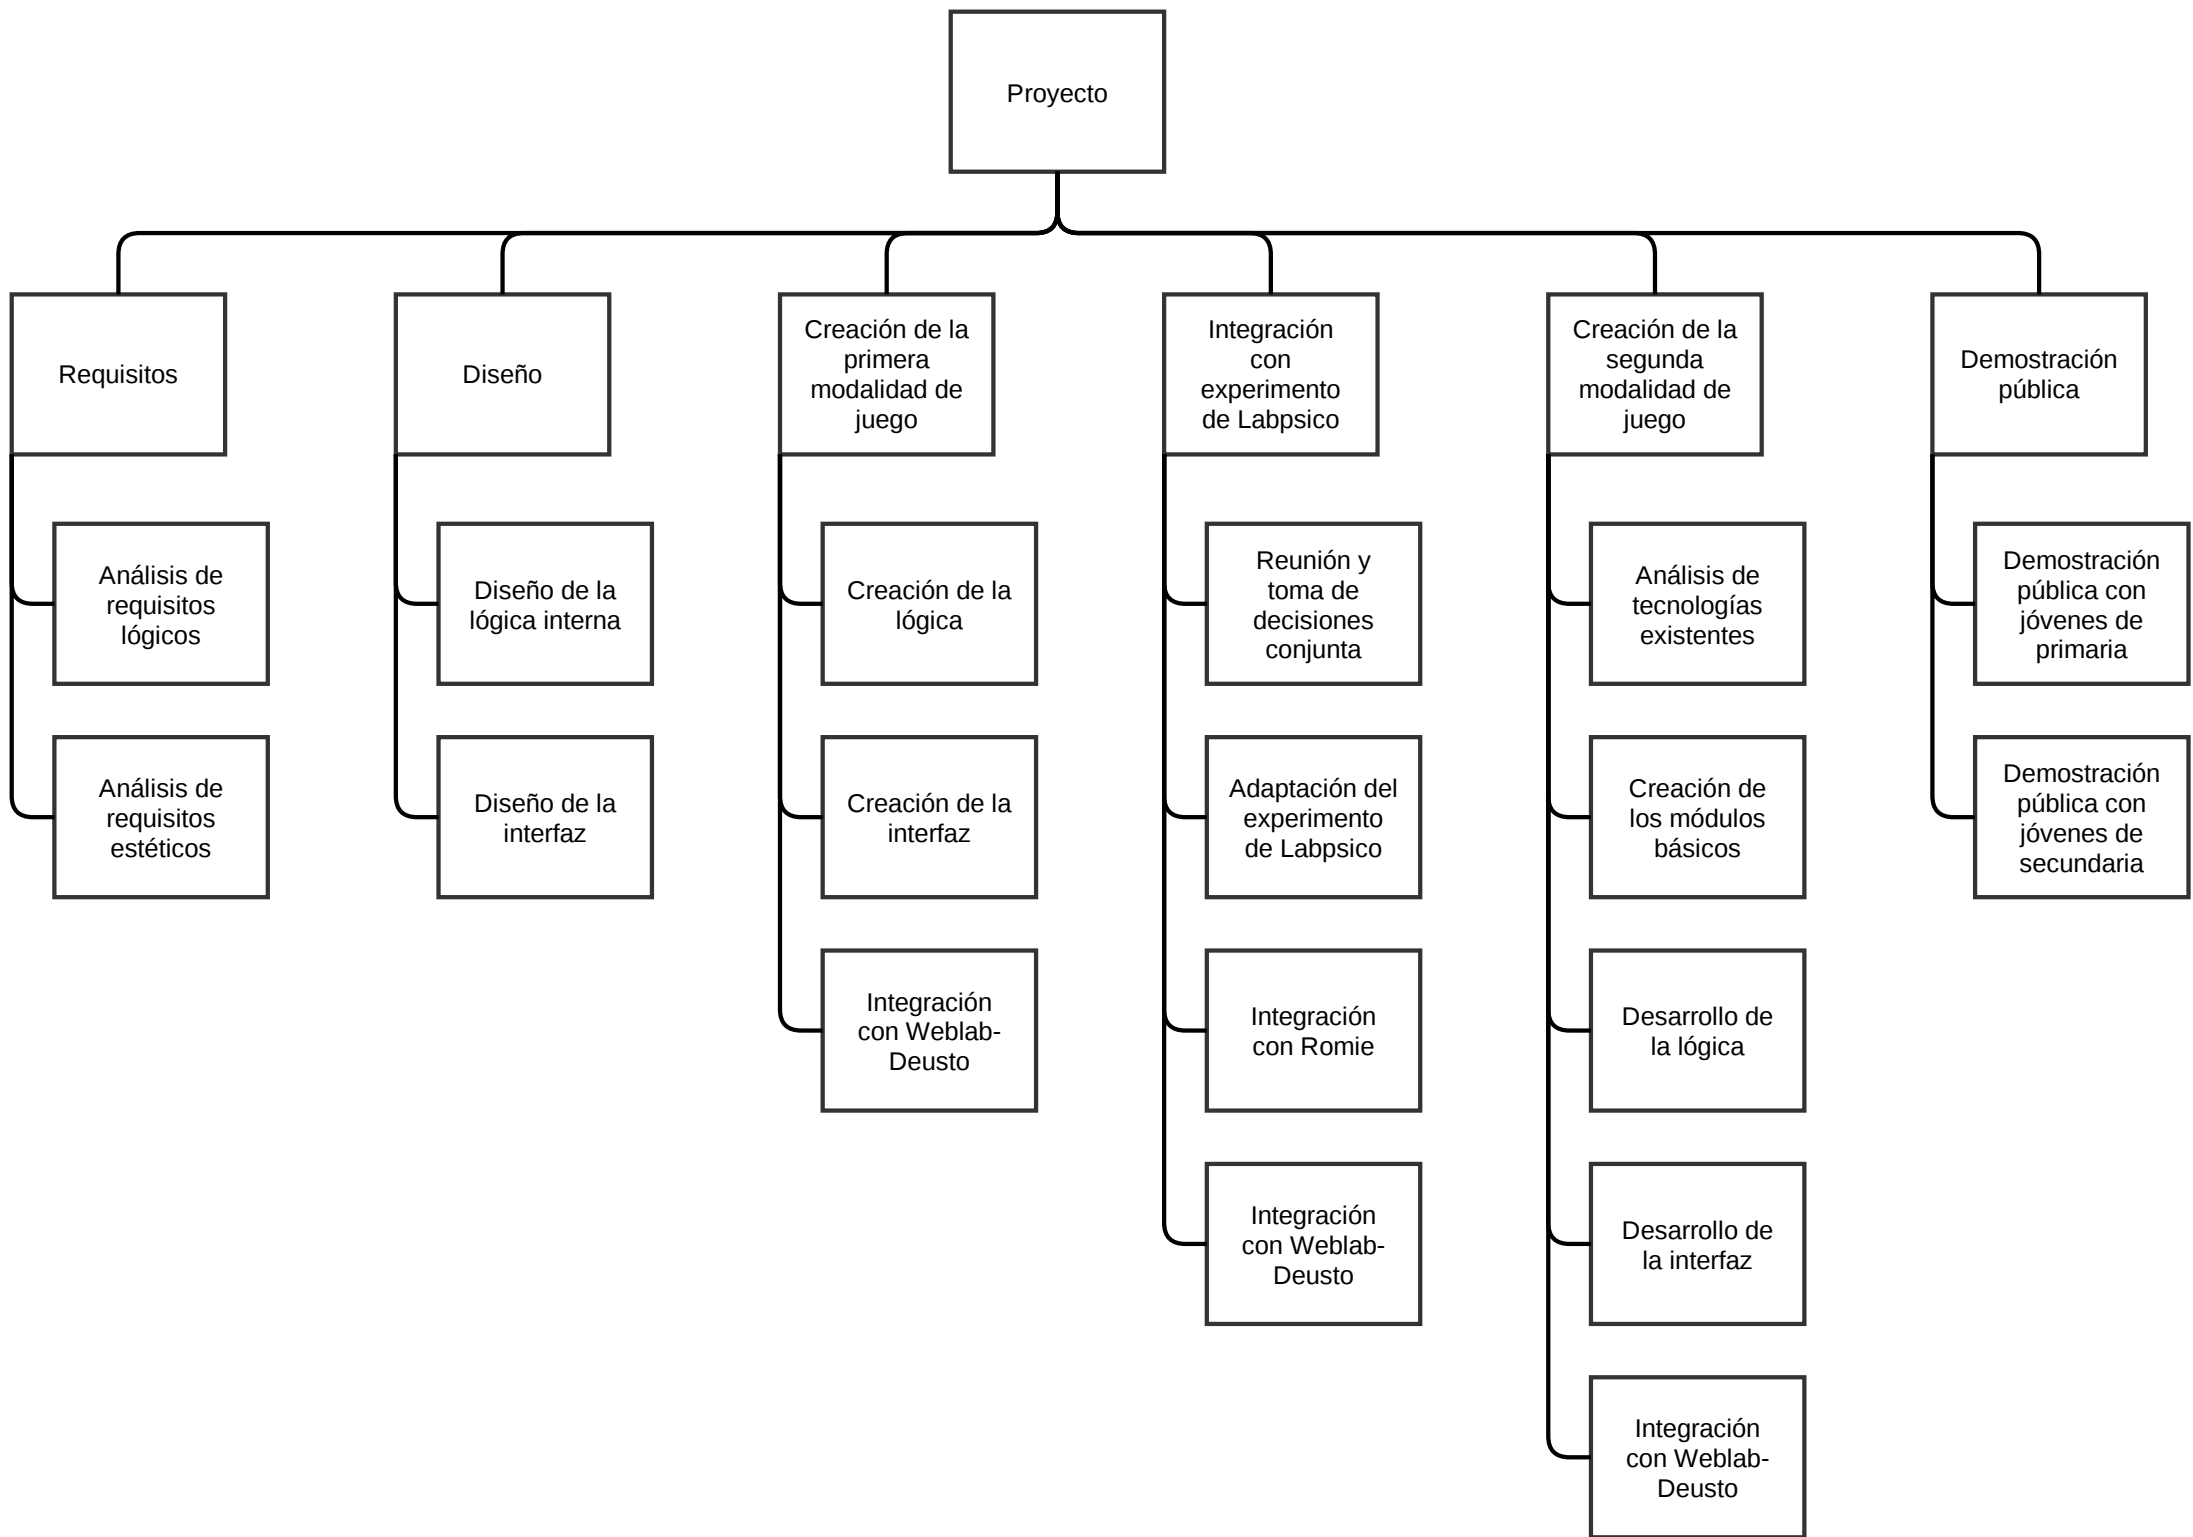 Proyecto
Requisitos
Análisis de
requisitos
lógicos
Análisis de
requisitos
estéticos
Diseño
Diseño de la
lógica interna
Diseño de la
interfaz
Creación de la
primera
modalidad de
juego
Creación de la
lógica
Creación de la
interfaz
Integración
con Weblab-
Deusto
Integración
con
experimento
de Labpsico
Reunión y
toma de
decisiones
conjunta
Adaptación del
experimento
de Labpsico
Integración
con Romie
Integración
con Weblab-
Deusto
Creación de la
segunda
modalidad de
juego
Análisis de
tecnologías
existentes
Creación de
los módulos
básicos
Desarrollo de
la lógica
Desarrollo de
la interfaz
Integración
con Weblab-
Deusto
Demostración
pública
Demostración
pública con
jóvenes de
primaria
Demostración
pública con
jóvenes de
secundaria